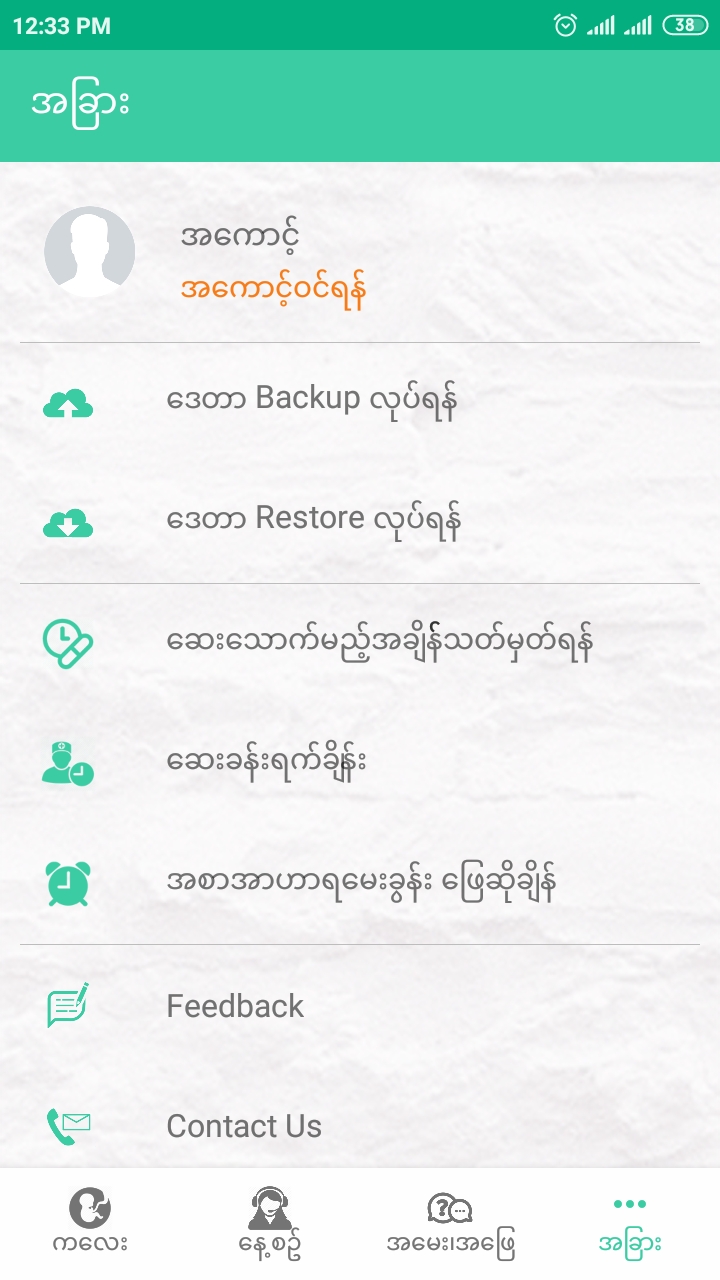 12:33 PM
38
အခြား
အကောင့်
အကောင့်ဝင်ရန်
ဒေတာ Backup လုပ်ရန်
ဒေတာ Restore လုပ်ရန်
ဆေးသောက်မည့်အချိန်သတ်မှတ်ရန်
ဆေးခန်းရက်ချိန်း
အစာအာဟာရမေးခွန်း ဖြေဆိုချိန်
Feedback
Contact Us
ကလေး နေ့စဉ် အမေး၊အဖြေ အခြား